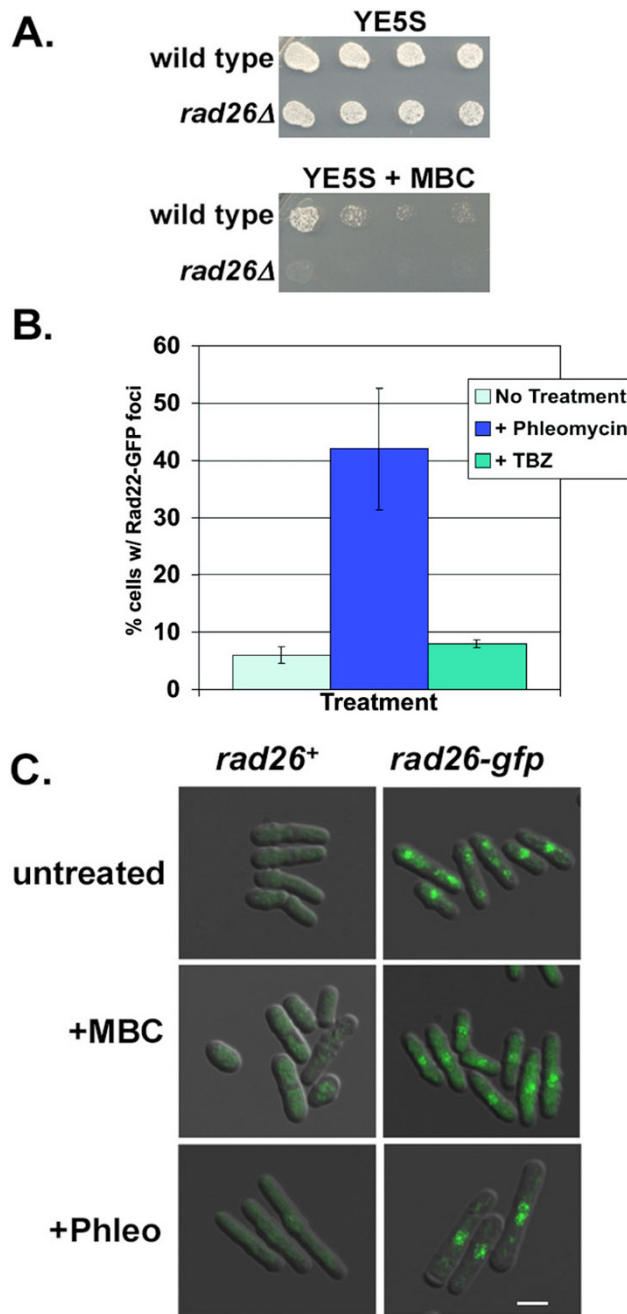 A.
YE5S
wild type
rad26Δ
YE5S + MBC
wild type
rad26Δ
B.
60
50
40
30
20
10
0
% cells w/ Rad22-GFP foci
No Treatment
+ Phleomycin
+ TBZ
Treatment
C.
rad26⁺
rad26-gfp
untreated
+MBC
+Phleo